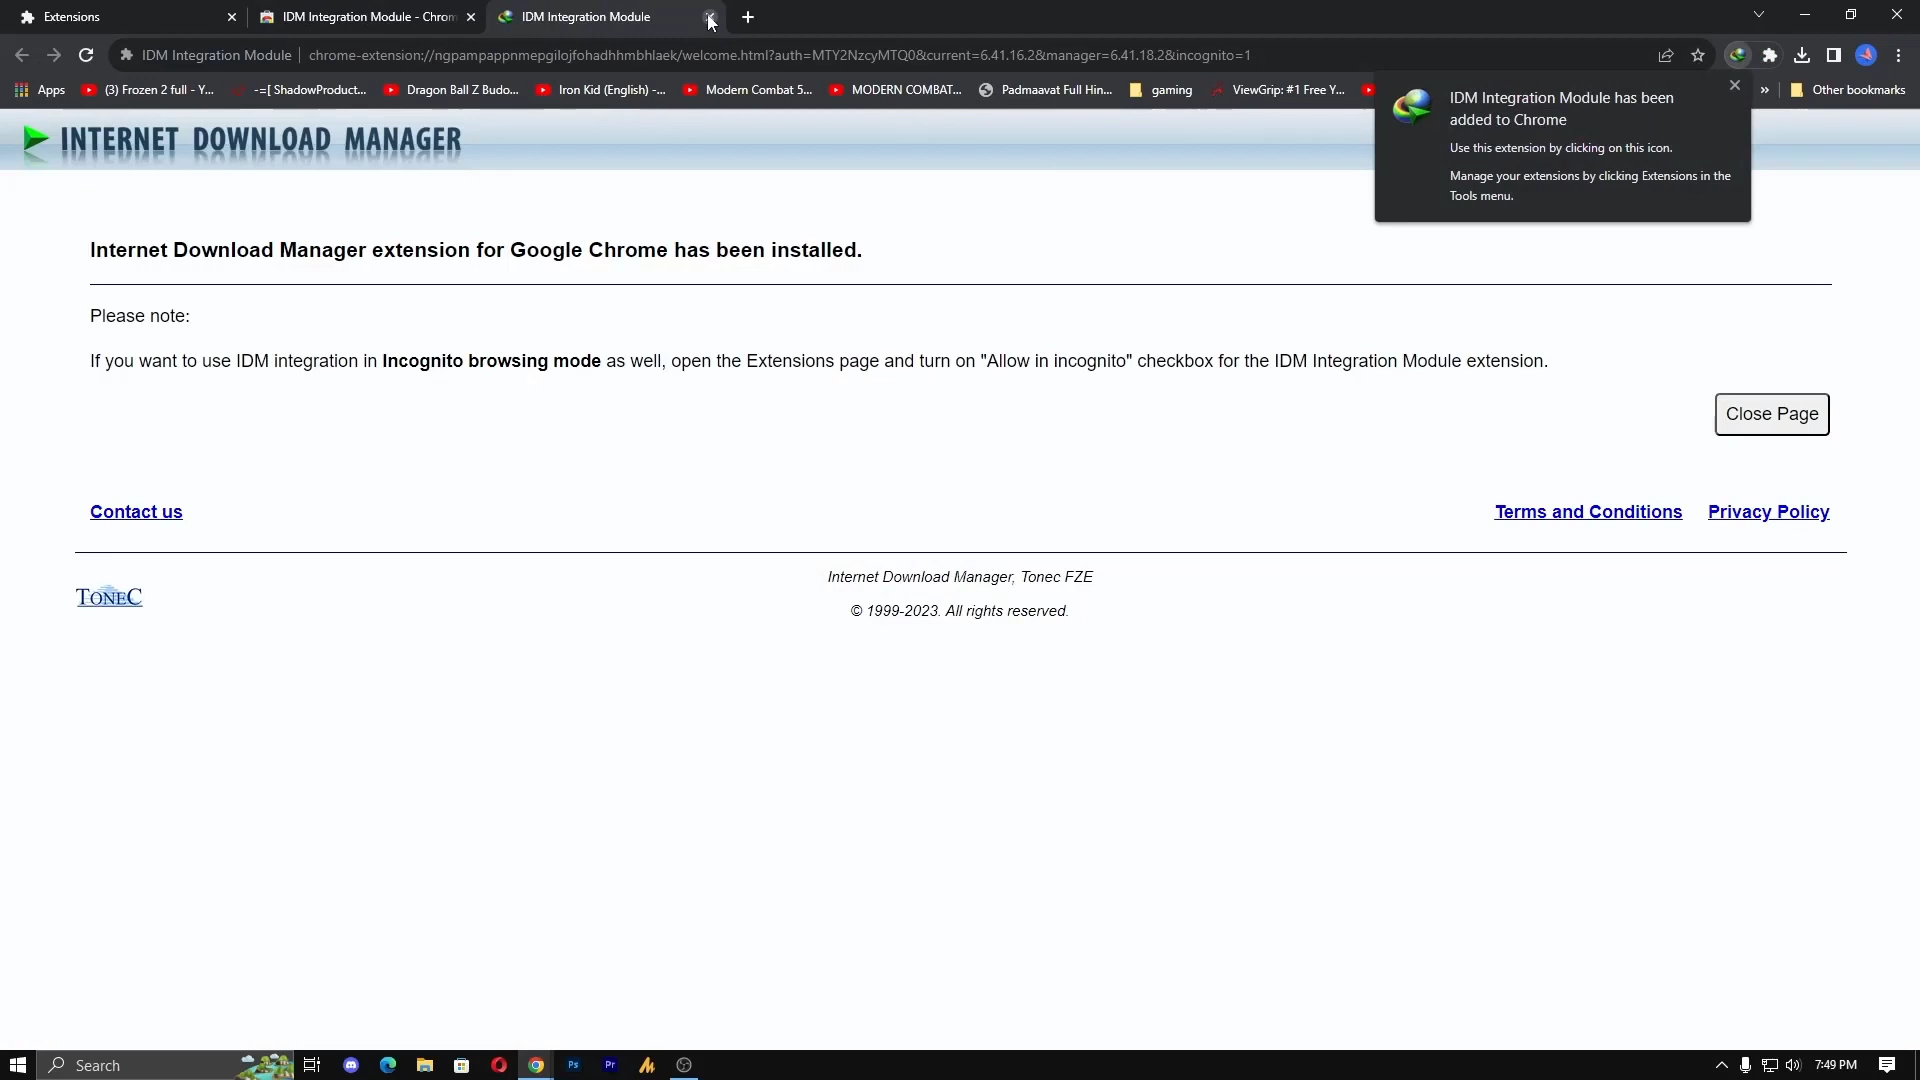 Extensions
IDM Integration Module - Chrom
IDM Integration Module
IDM Integration Module
chrome-extension://ngpampappnmepgilojfohadhhmbhlaek/welcome.html?auth=MTY2NzcyMTQ0&current=6.41.16.2&manager=6.41.18.2&incognito=1
Apps
(3) Frozen 2 full - Y...
-=[ ShadowProduct...
Dragon Ball Z Budo...
Iron Kid (English) -...
Modern Combat 5...
MODERN COMBAT...
Padmaavat Full Hin...
gaming
ViewGrip: #1 Free Y...
»
Other bookmarks
IDM Integration Module has been
added to Chrome
Use this extension by clicking on this icon.
Manage your extensions by clicking Extensions in the
Tools menu.
INTERNET DOWNLOAD MANAGER
Internet Download Manager extension for Google Chrome has been installed.
Please note:
If you want to use IDM integration in Incognito browsing mode as well, open the Extensions page and turn on "Allow in incognito" checkbox for the IDM Integration Module extension.
Close Page
Contact us
Terms and Conditions
Privacy Policy
Internet Download Manager, Tonec FZE
TONEC
© 1999-2023. All rights reserved.
Search
Ps
Pr
7:49 PM